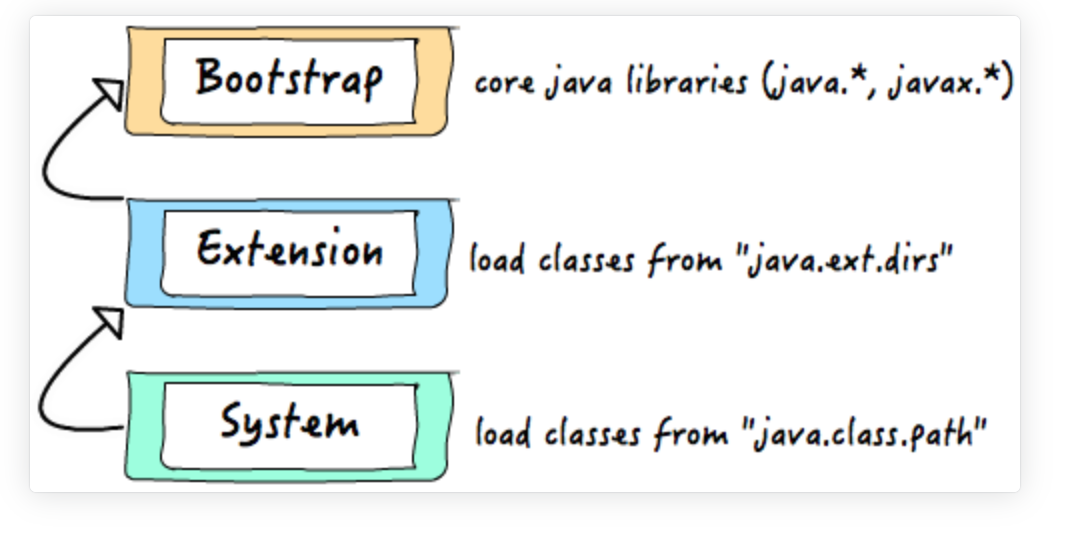 Bootstrap
core java libraries (java.*, javax.*)
Extension
load classes from "java.ext.dirs"
System
load classes from "java.class.path"